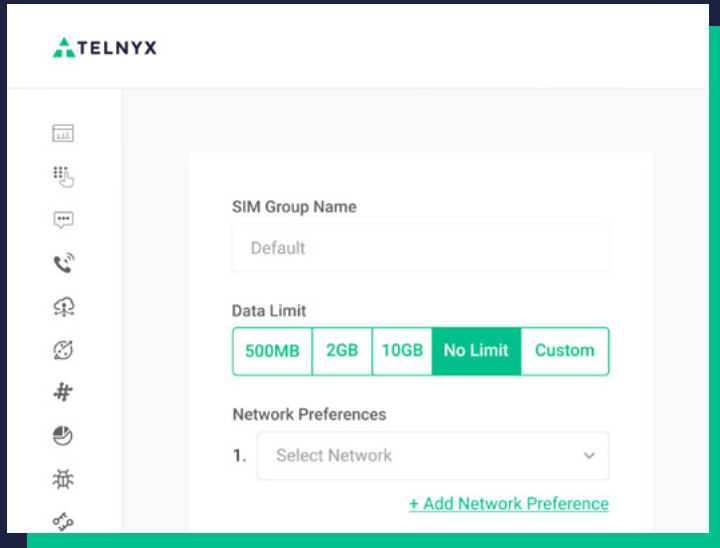 TELNYX
SIM Group Name
Default
Data Limit
500MB 2GB 10GB No Limit Custom
Network Preferences
1. Select Network
+ Add Network Preference